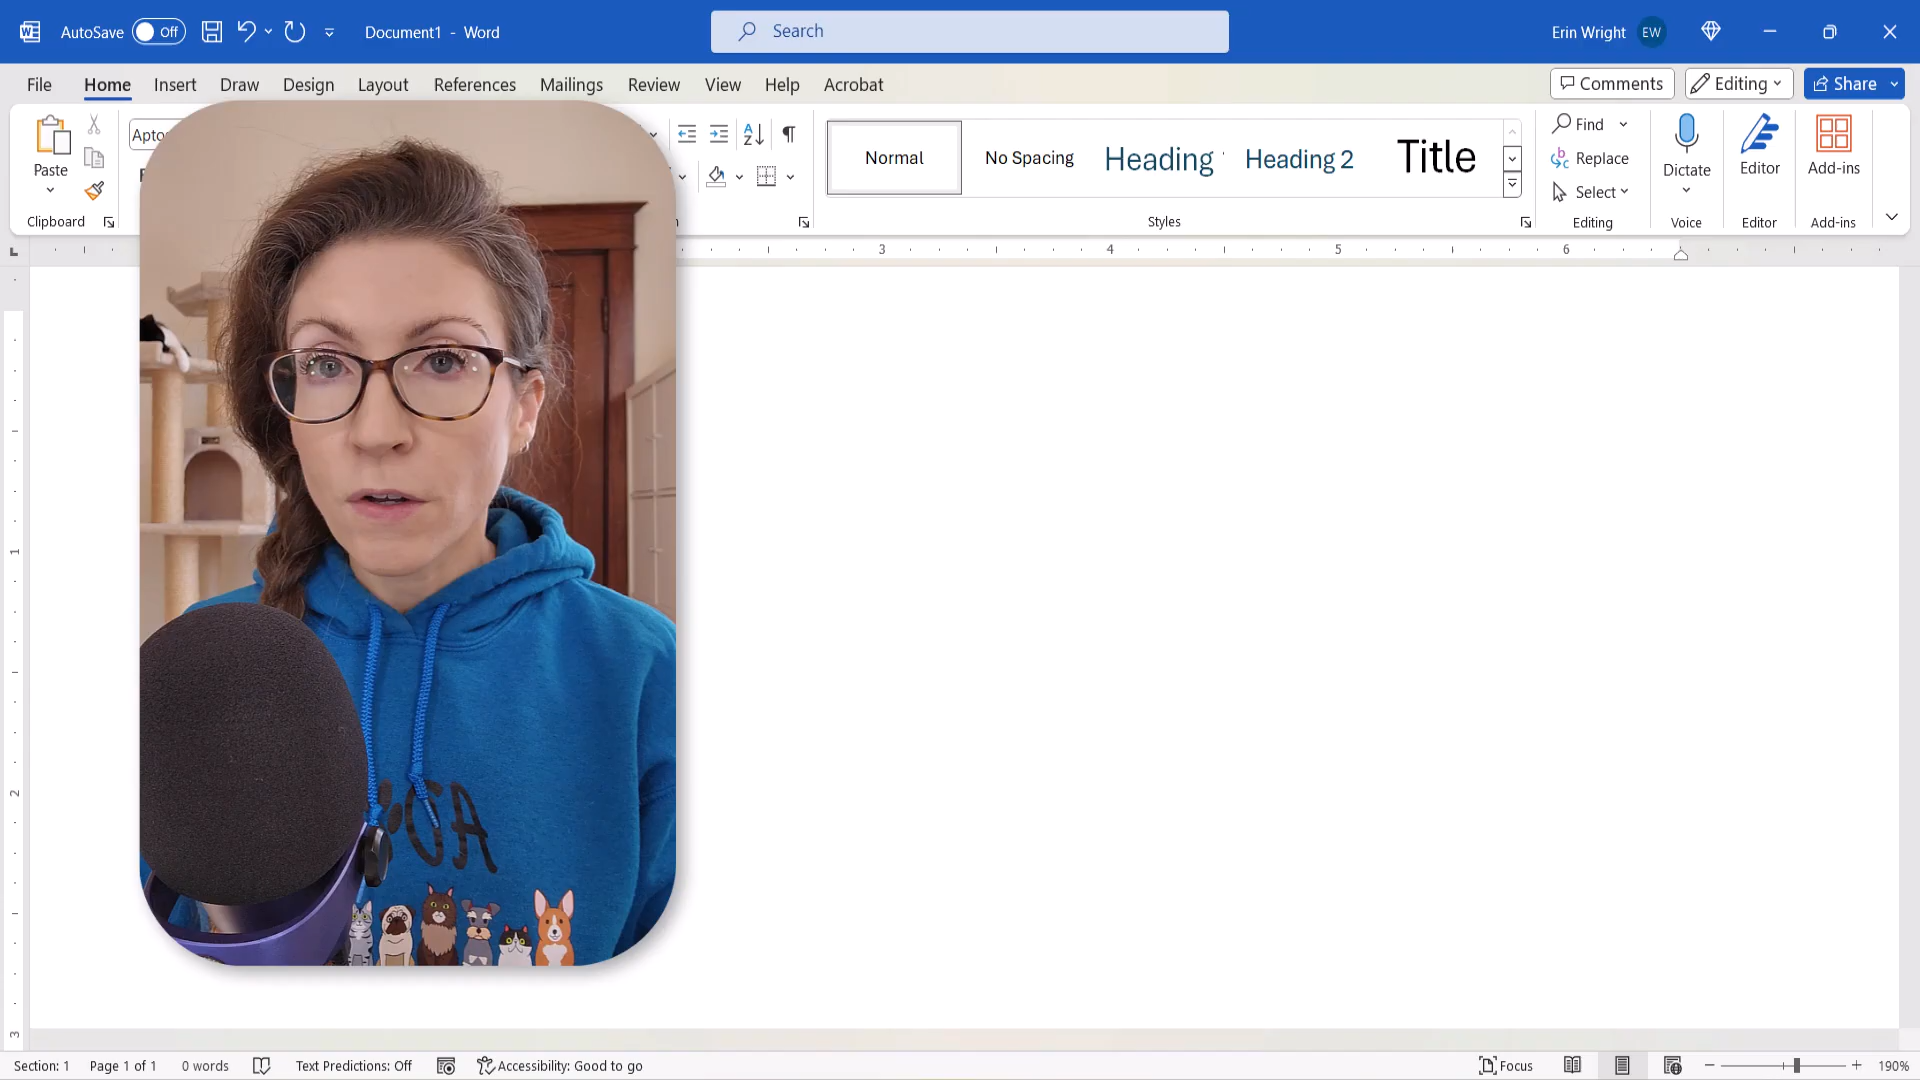 AutoSave Off Document1 - Word Search Erin Wright EW
File Home Insert Draw Design Layout References Mailings Review View Help Acrobat Comments Editing Share
Paste
Clipboard
Normal No Spacing Heading Heading 2 Title
Styles
Find
Replace
Select
Editing
Dictate
Voice
Editor
Editor
Add-ins
Add-ins
3 4 5 6
1
2
3
Section: 1 Page 1 of 1 0 words Text Predictions: Off Accessibility: Good to go Focus 190%